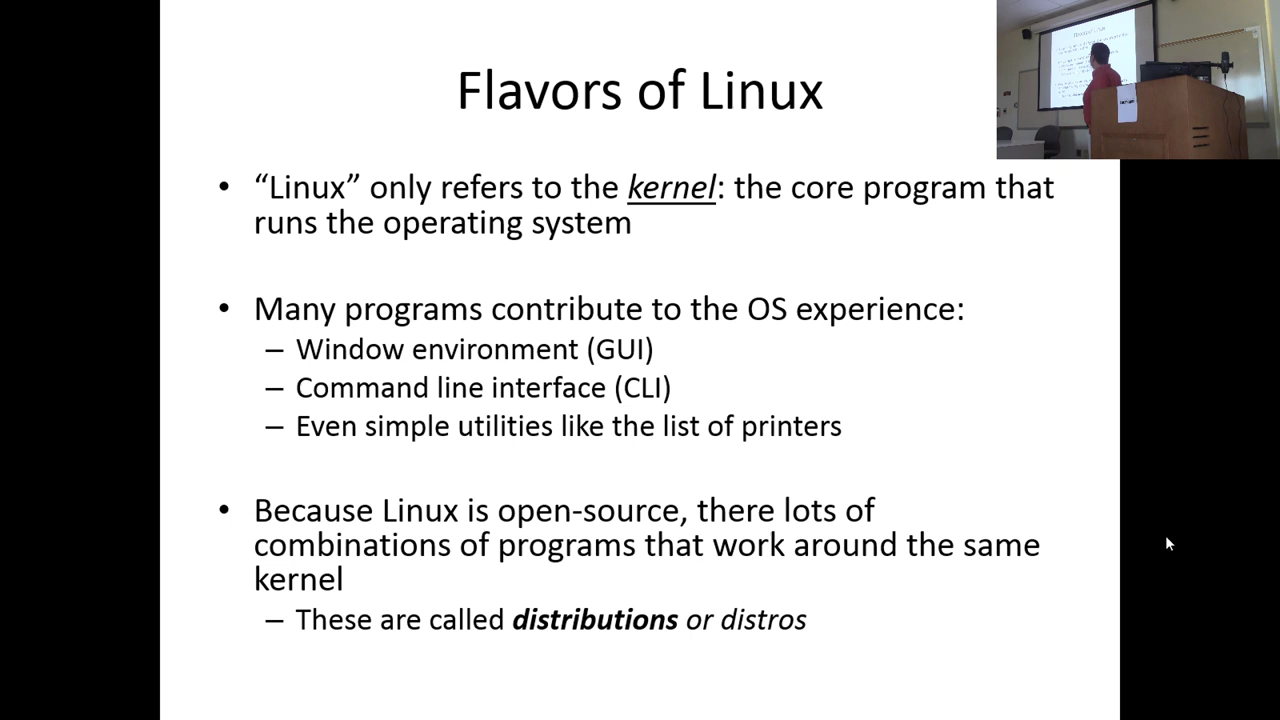 Flavors of Linux
• “Linux” only refers to the kernel: the core program that
runs the operating system
• Many programs contribute to the OS experience:
– Window environment (GUI)
– Command line interface (CLI)
– Even simple utilities like the list of printers
• Because Linux is open-source, there lots of
combinations of programs that work around the same
kernel
– These are called distributions or distros